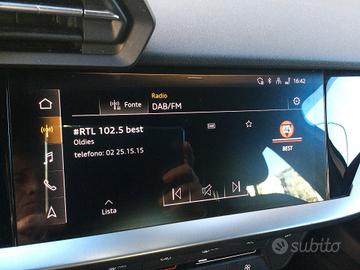 16:42
Fonte
Radio
DAB/FM
#RTL 102.5 best
Oldies
telefono: 02 25.15.15
BEST
Lista
subito